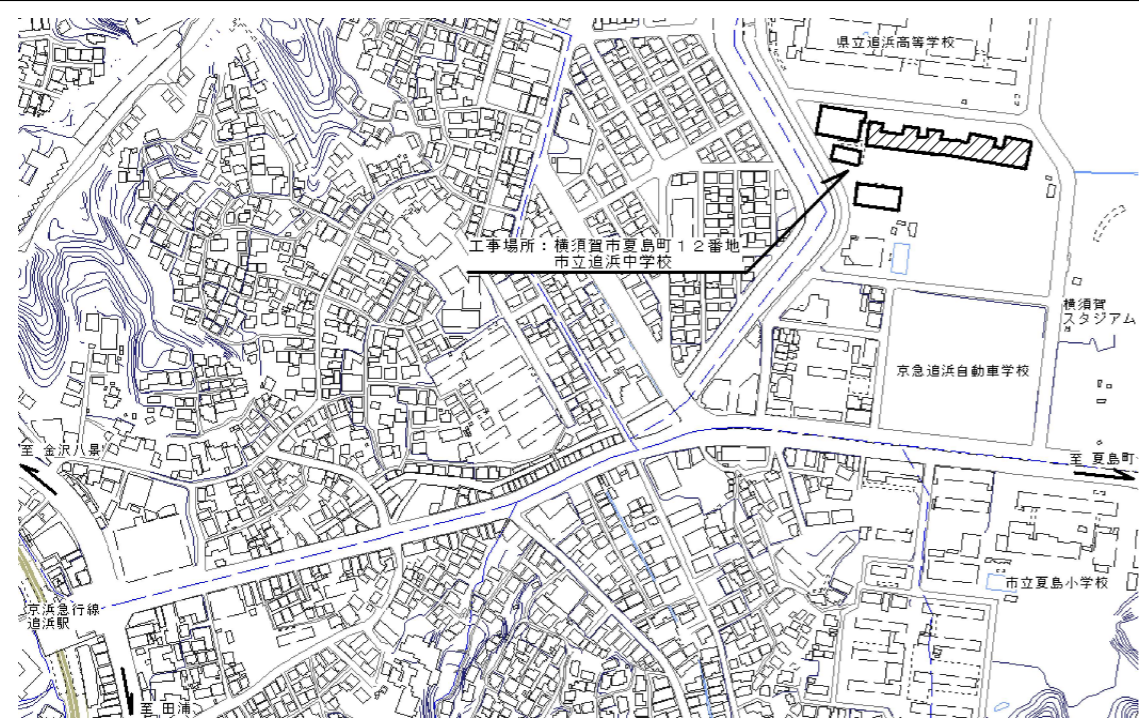 県立追浜高等学校
工事場所：横須賀市夏島町１２番地
市立追浜中学校
横須賀
スタジアム
京急追浜自動車学校
至 金沢八景
至 夏島町
市立夏島小学校
京浜急行線
追浜駅
至 田浦